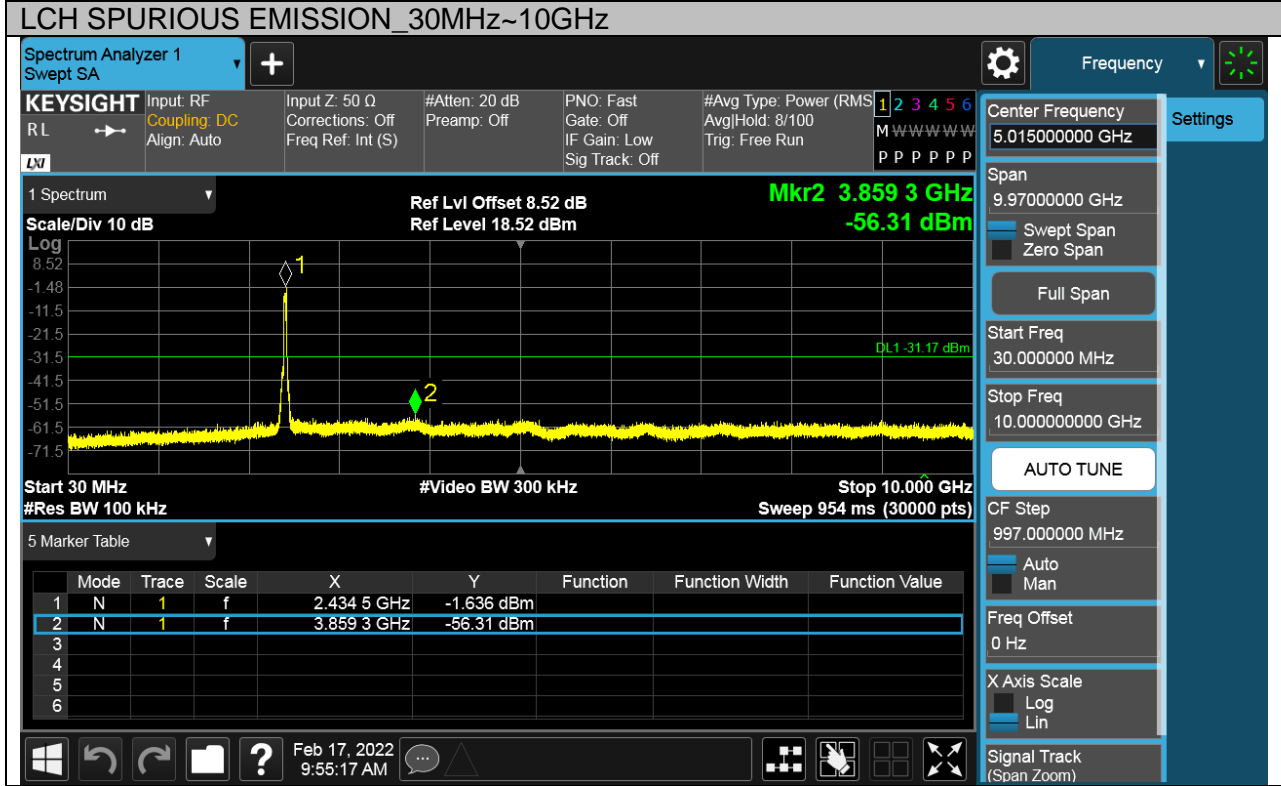 LCH SPURIOUS EMISSION_30MHz~10GHz
Spectrum Analyzer 1
Swept SA
Frequency
KEYSIGHT
RL
LXI
Input: RF
Coupling: DC
Align: Auto
Input Z: 50 Ω
Corrections: Off
Freq Ref: Int (S)
#Atten: 20 dB
Preamp: Off
PNO: Fast
Gate: Off
IF Gain: Low
Sig Track: Off
#Avg Type: Power (RMS
Avg|Hold: 8/100
Trig: Free Run
1 2 3 4 5 6
M W W W W W
P P P P P P
1 Spectrum
Scale/Div 10 dB
Ref Lvl Offset 8.52 dB
Ref Level 18.52 dBm
Mkr2 3.859 3 GHz
-56.31 dBm
Log
8.52
-1.48
-11.5
-21.5
-31.5
-41.5
-51.5
-61.5
-71.5
1
2
DL1 -31.17 dBm
Start 30 MHz
#Video BW 300 kHz
Stop 10.000 GHz
#Res BW 100 kHz
Sweep 954 ms (30000 pts)
5 Marker Table
Mode Trace Scale X Y Function Function Width Function Value
1 N 1 f 2.434 5 GHz -1.636 dBm
2 N 1 f 3.859 3 GHz -56.31 dBm
3
4
5
6
?
Feb 17, 2022
9:55:17 AM
Center Frequency
5.015000000 GHz
Settings
Span
9.97000000 GHz
Swept Span
Zero Span
Full Span
Start Freq
30.000000 MHz
Stop Freq
10.000000000 GHz
AUTO TUNE
CF Step
997.000000 MHz
Auto
Man
Freq Offset
0 Hz
X Axis Scale
Log
Lin
Signal Track
(Span Zoom)